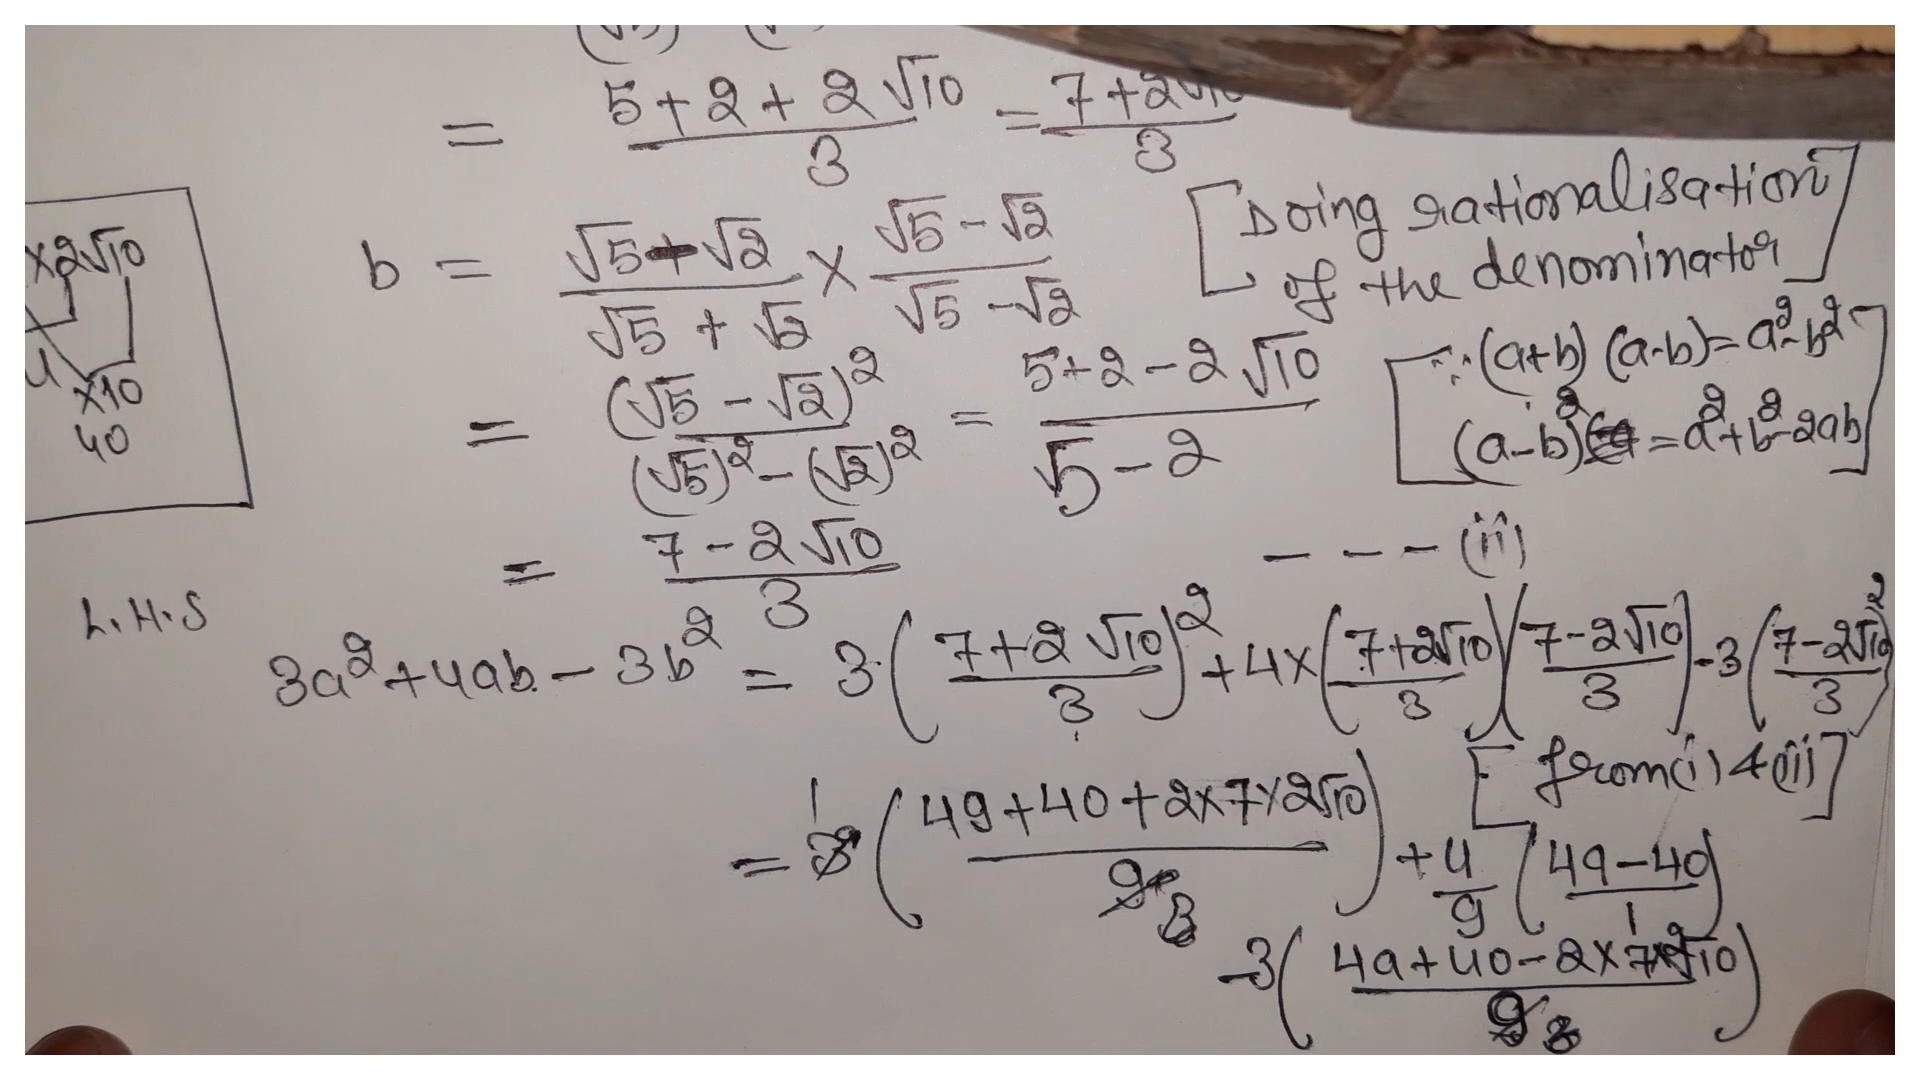 = (5+2+2√10)/3 = (7+2√10)/3
×2√10
×10
40
b = (√5-√2)/(√5+√2) × (√5-√2)/(√5-√2) [Doing rationalisation
of the denominator]
= (√5-√2)²/((√5)²-(√2)²) = (5+2-2√10)/(√5-2) [∵(a+b)(a-b)=a²-b²
(a-b)²=a²+b²-2ab]
= (7-2√10)/3 ---(ii)
L.H.S
3a²+4ab-3b² = 3·((7+2√10)/3)²+4×((7+2√10)/3)((7-2√10)/3)-3((7-2√10)/3)²
[from(i)&(ii)]
= 3 1((49+40+2×7×2√10)/9 3)+4/9((49-40)/1)
-3((49+40-2×7×2√10)/9 3)